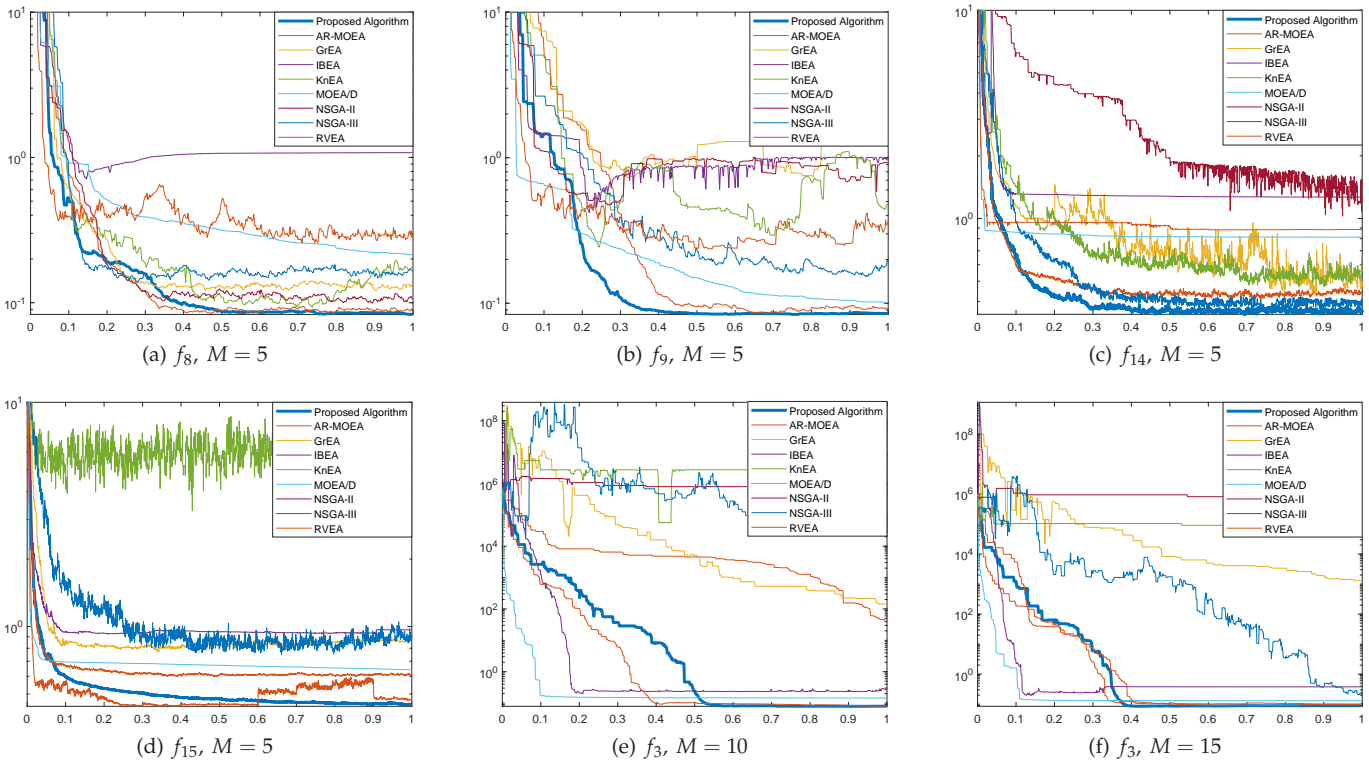 10^1
10^0
10^-1
0 0.1 0.2 0.3 0.4 0.5 0.6 0.7 0.8 0.9 1
Proposed Algorithm
AR-MOEA
GrEA
IBEA
KnEA
MOEA/D
NSGA-II
NSGA-III
RVEA
(a) f_8, M = 5
10^1
10^0
10^-1
0 0.1 0.2 0.3 0.4 0.5 0.6 0.7 0.8 0.9 1
Proposed Algorithm
AR-MOEA
GrEA
IBEA
KnEA
MOEA/D
NSGA-II
NSGA-III
RVEA
(b) f_9, M = 5
10^1
10^0
0 0.1 0.2 0.3 0.4 0.5 0.6 0.7 0.8 0.9 1
Proposed Algorithm
AR-MOEA
GrEA
IBEA
KnEA
MOEA/D
NSGA-II
NSGA-III
RVEA
(c) f_14, M = 5
10^1
10^0
0 0.1 0.2 0.3 0.4 0.5 0.6 0.7 0.8 0.9 1
Proposed Algorithm
AR-MOEA
GrEA
IBEA
KnEA
MOEA/D
NSGA-II
NSGA-III
RVEA
(d) f_15, M = 5
10^8
10^6
10^4
10^2
10^0
0 0.1 0.2 0.3 0.4 0.5 0.6 0.7 0.8 0.9 1
Proposed Algorithm
AR-MOEA
GrEA
IBEA
KnEA
MOEA/D
NSGA-II
NSGA-III
RVEA
(e) f_3, M = 10
10^8
10^6
10^4
10^2
10^0
0 0.1 0.2 0.3 0.4 0.5 0.6 0.7 0.8 0.9 1
Proposed Algorithm
AR-MOEA
GrEA
IBEA
KnEA
MOEA/D
NSGA-II
NSGA-III
RVEA
(f) f_3, M = 15